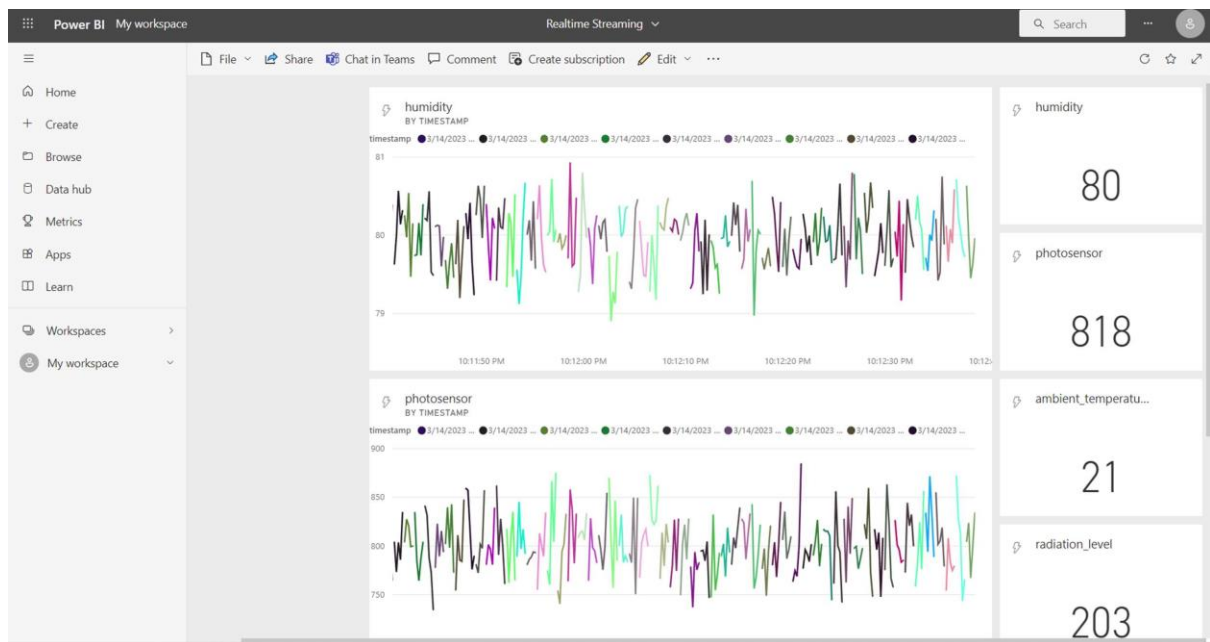 Power BI My workspace Realtime Streaming Search ...
File Share Chat in Teams Comment Create subscription Edit ...
Home
Create
Browse
Data hub
Metrics
Apps
Learn
Workspaces
My workspace
humidity
BY TIMESTAMP
timestamp 3/14/2023 ... 3/14/2023 ... 3/14/2023 ... 3/14/2023 ... 3/14/2023 ... 3/14/2023 ... 3/14/2023 ... 3/14/2023 ... 3/14/2023 ...
81
80
79
10:11:50 PM 10:12:00 PM 10:12:10 PM 10:12:20 PM 10:12:30 PM 10:12:
photosensor
BY TIMESTAMP
timestamp 3/14/2023 ... 3/14/2023 ... 3/14/2023 ... 3/14/2023 ... 3/14/2023 ... 3/14/2023 ... 3/14/2023 ... 3/14/2023 ... 3/14/2023 ...
900
850
800
750
humidity
80
photosensor
818
ambient_temperatu...
21
radiation_level
203